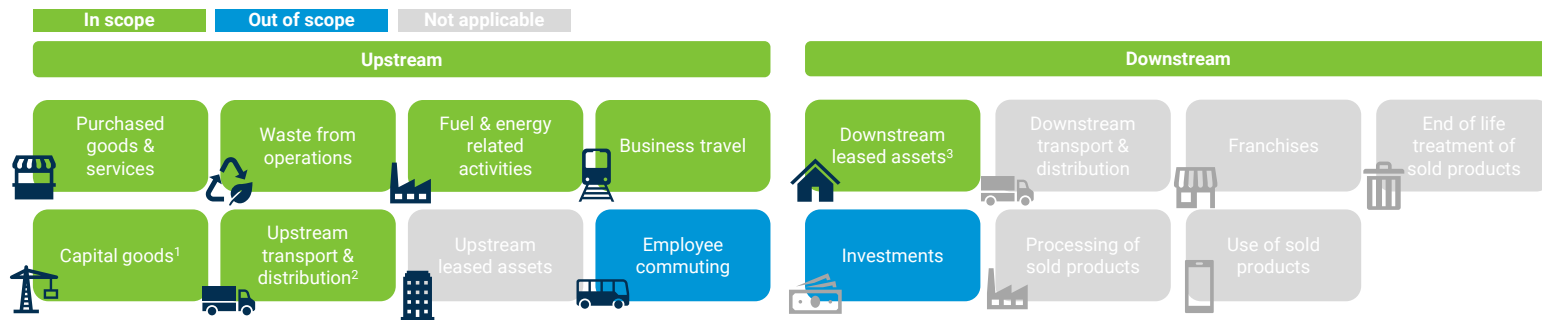 In scope
Out of scope
Not applicable
Upstream
Downstream
Purchased
goods &
services
Waste from
operations
Fuel & energy
related
activities
Business travel
Downstream
leased assets³
Downstream
transport &
distribution
Franchises
End of life
treatment of
sold products
Capital goods¹
Upstream
transport &
distribution²
Upstream
leased assets
Employee
commuting
Investments
Processing of
sold products
Use of sold
products